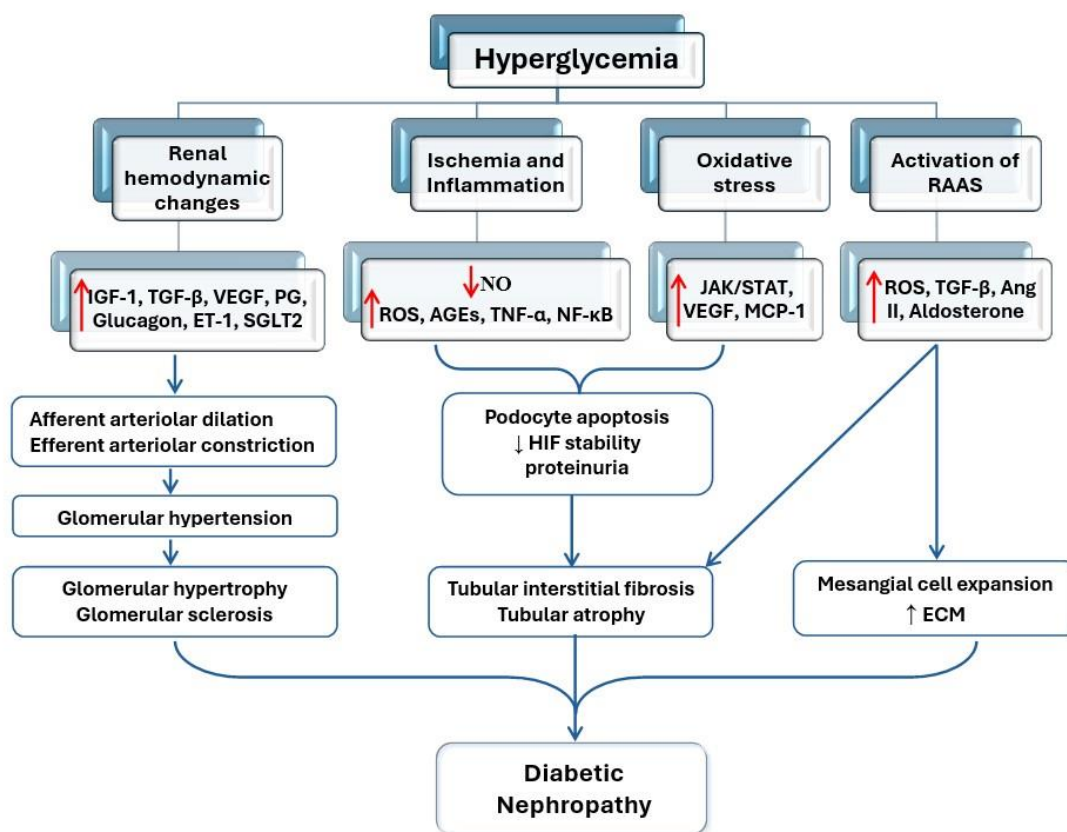 Hyperglycemia
Renal
hemodynamic
changes
Ischemia and
Inflammation
Oxidative
stress
Activation of
RAAS
↑ IGF-1, TGF-β, VEGF, PG,
Glucagon, ET-1, SGLT2
↓NO
↑ ROS, AGEs, TNF-α, NF-κB
↑ JAK/STAT,
VEGF, MCP-1
↑ ROS, TGF-β, Ang
II, Aldosterone
Afferent arteriolar dilation
Efferent arteriolar constriction
Podocyte apoptosis
↓ HIF stability
proteinuria
Glomerular hypertension
Glomerular hypertrophy
Glomerular sclerosis
Tubular interstitial fibrosis
Tubular atrophy
Mesangial cell expansion
↑ ECM
Diabetic
Nephropathy